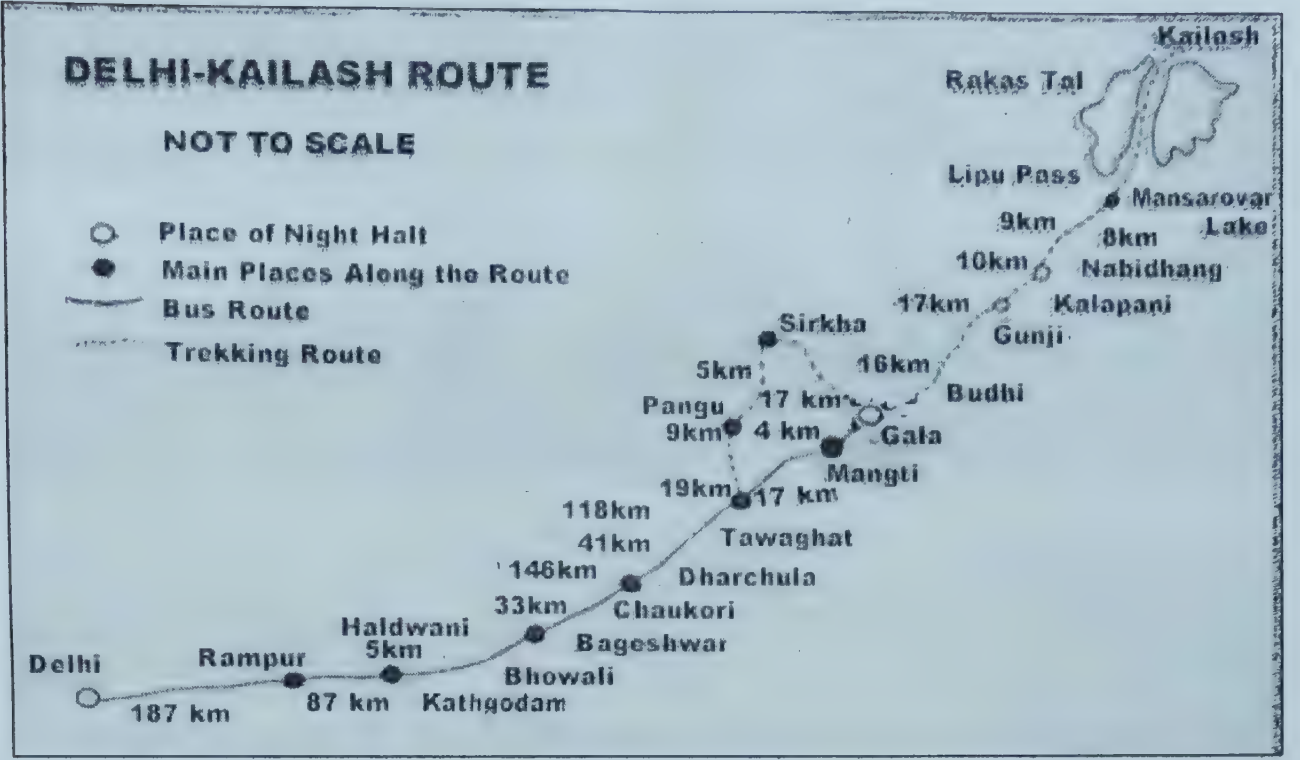 Kailash
DELHI-KAILASH ROUTE
Rakas Tal
NOT TO SCALE
Lipu Pass
Mansarovar
Lake
9km
8km
Place of Night Halt
10km
Nabidhang
Main Places Along the Route
17km
Kalapani
Bus Route
Gunji
Sirkha
Trekking Route
16km
5km
Budhi
17 km
Pangu
9km
4 km
Gala
Mangti
19km
17 km
118km
Tawaghat
41km
146km
Dharchula
33km
Chaukori
Haldwani
5km
Bageshwar
Delhi
Rampur
Bhowali
87 km
Kathgodam
187 km